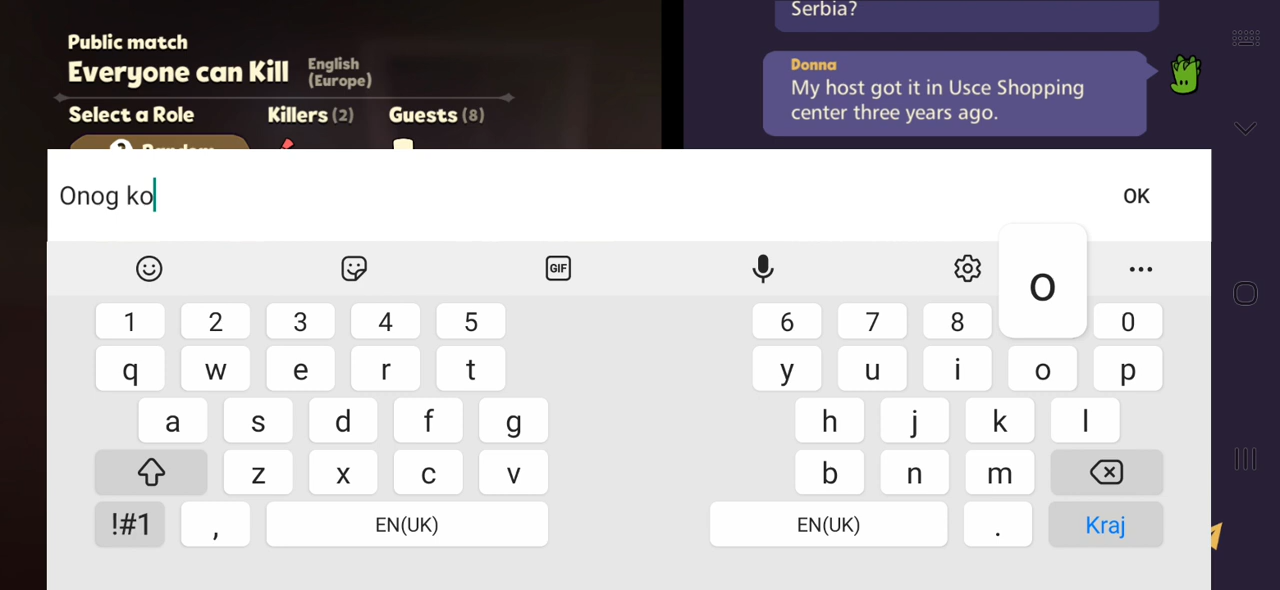 Public match
Everyone can Kill
English
(Europe)
Select a Role
Killers (2)
Guests (8)
Random
Serbia?
Donna
My host got it in Usce Shopping
center three years ago.
Onog ko
OK
GIF
o
1 2 3 4 5 6 7 8 0
q w e r t y u i o p
a s d f g h j k l
z x c v b n m
!#1 , EN(UK) EN(UK) . Kraj